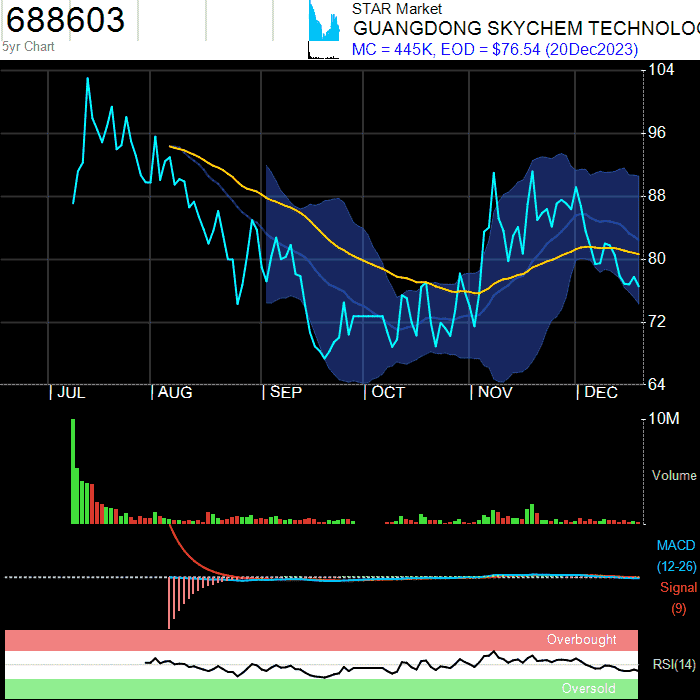 688603
STAR Market
GUANGDONG SKYCHEM TECHNOLO
5yr Chart
MC = 445K, EOD = $76.54 (20Dec2023)
104
96
88
80
72
64
JUL
AUG
SEP
OCT
NOV
DEC
10M
Volume
MACD
(12-26)
Signal
(9)
Overbought
RSI(14)
Oversold